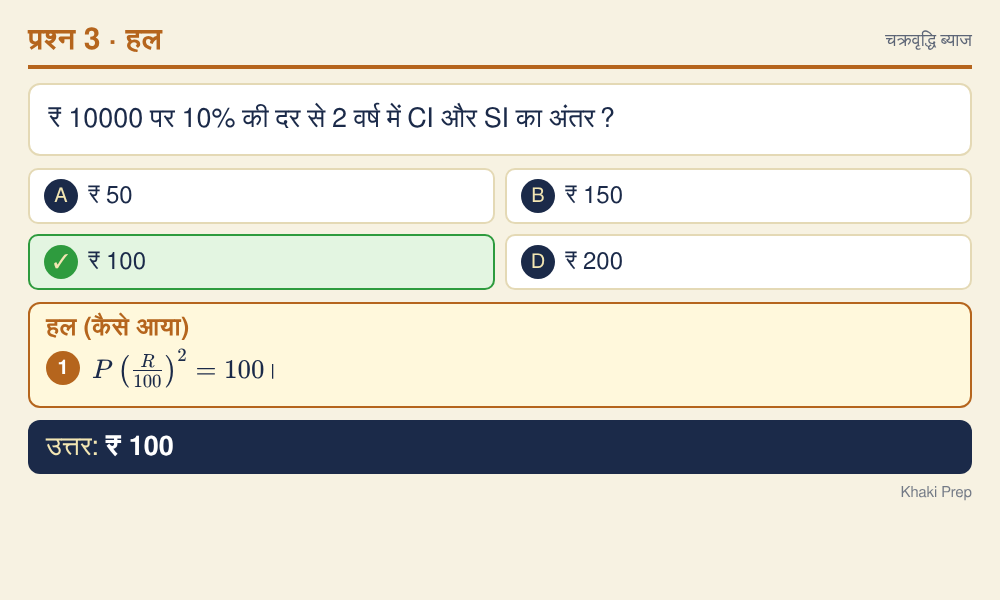 प्रश्न 3 · हल
चक्रवृद्धि ब्याज
₹ 10000 पर 10% की दर से 2 वर्ष में CI और SI का अंतर ?
A ₹ 50
B ₹ 150
✓ ₹ 100
D ₹ 200
हल (कैसे आया)
1 P (R/100)² = 100।
उत्तर: ₹ 100
Khaki Prep